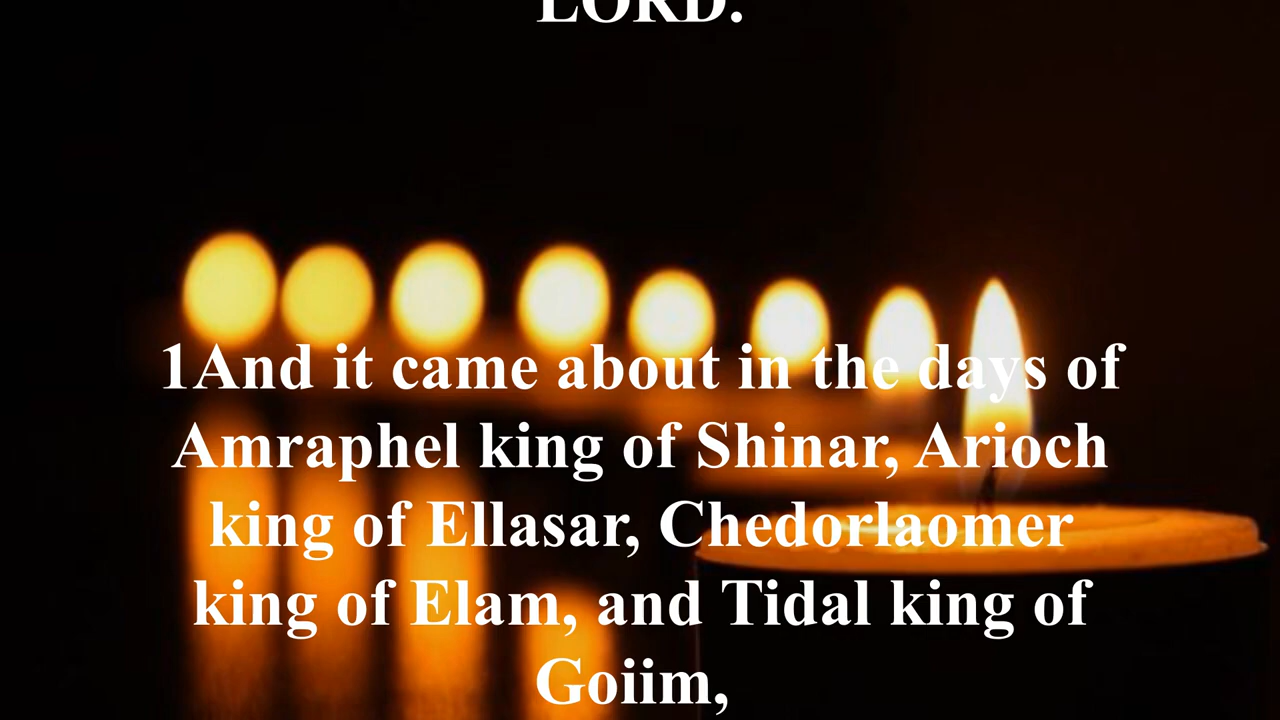 LORD.
1And it came about in the days of
Amraphel king of Shinar, Arioch
king of Ellasar, Chedorlaomer
king of Elam, and Tidal king of
Goiim,